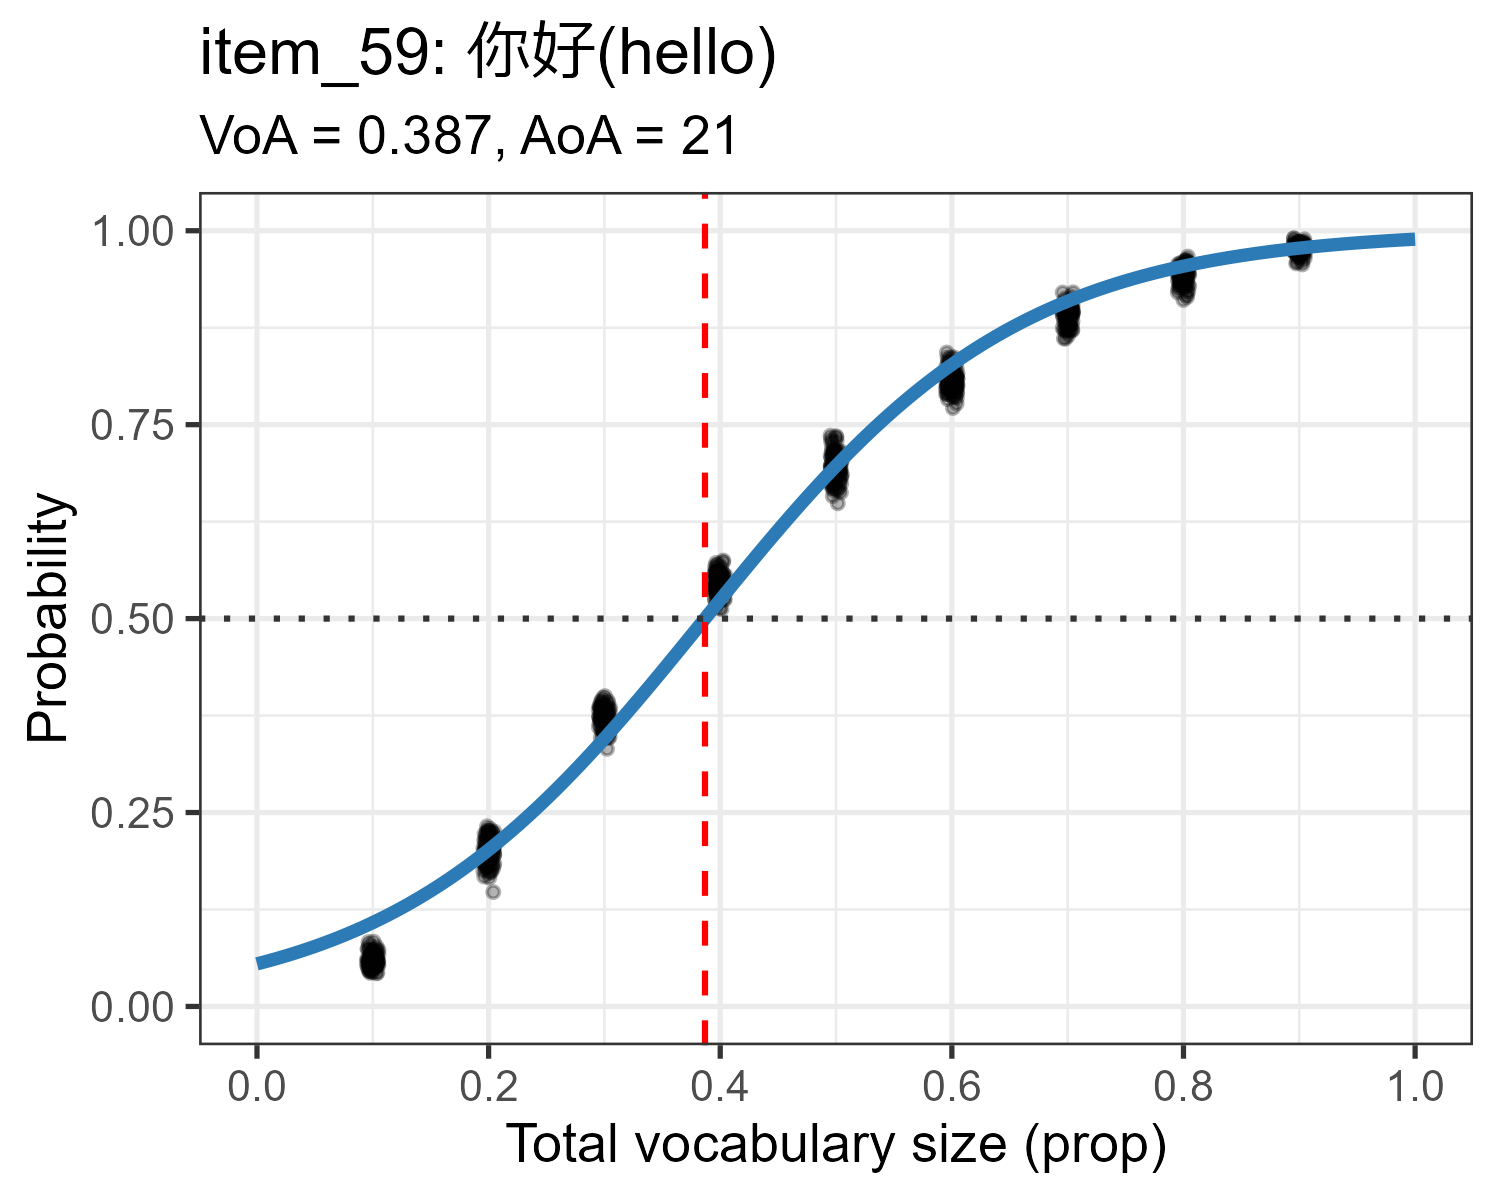 item_59: 你好(hello)
VoA = 0.387, AoA = 21
Probability
1.00
0.75
0.50
0.25
0.00
0.0 0.2 0.4 0.6 0.8 1.0
Total vocabulary size (prop)